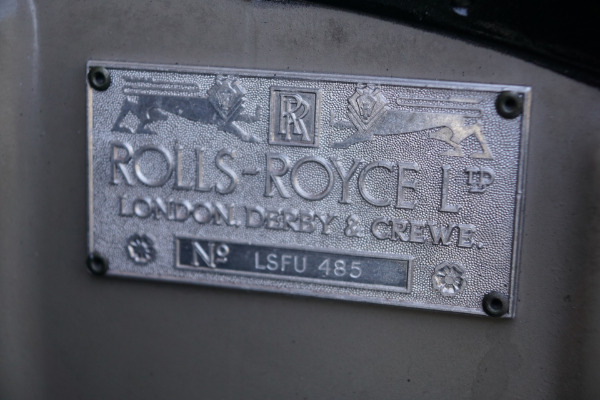 RR
ROLLS-ROYCE LTD
LONDON. DERBY & CREWE.
No LSFU 485